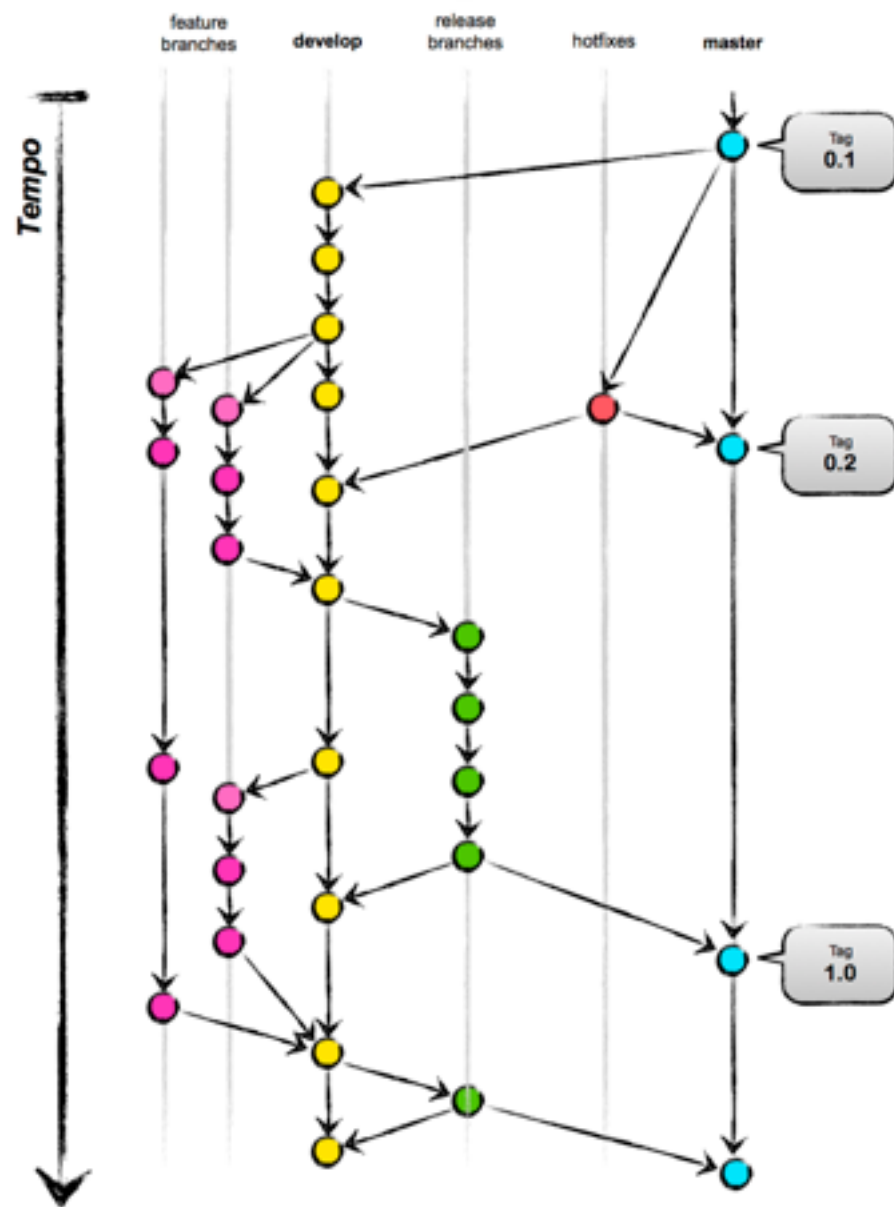 feature
branches
develop
release
branches
hotfixes
master
Tempo
Tag
0.1
Tag
0.2
Tag
1.0